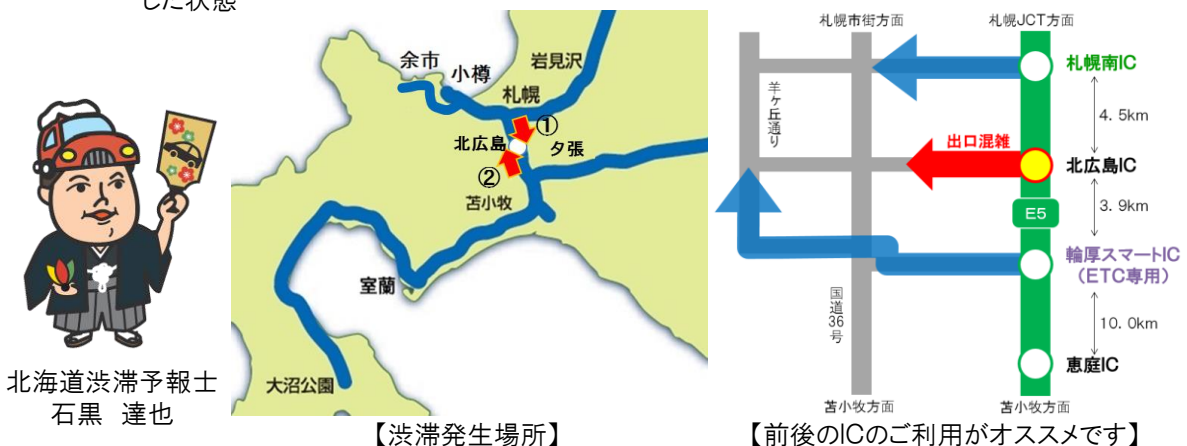 した状態
余市
小樽
岩見沢
札幌
①
北広島
夕張
②
苫小牧
室蘭
大沼公園
【渋滞発生場所】
北海道渋滞予報士
石黒 達也
札幌市街方面
札幌JCT方面
札幌南IC
羊ヶ丘通り
4.5km
出口混雑
北広島IC
E5
3.9km
輪厚スマートIC
（ETC専用）
国道36号
10.0km
恵庭IC
苫小牧方面
苫小牧方面
【前後のICのご利用がオススメです】